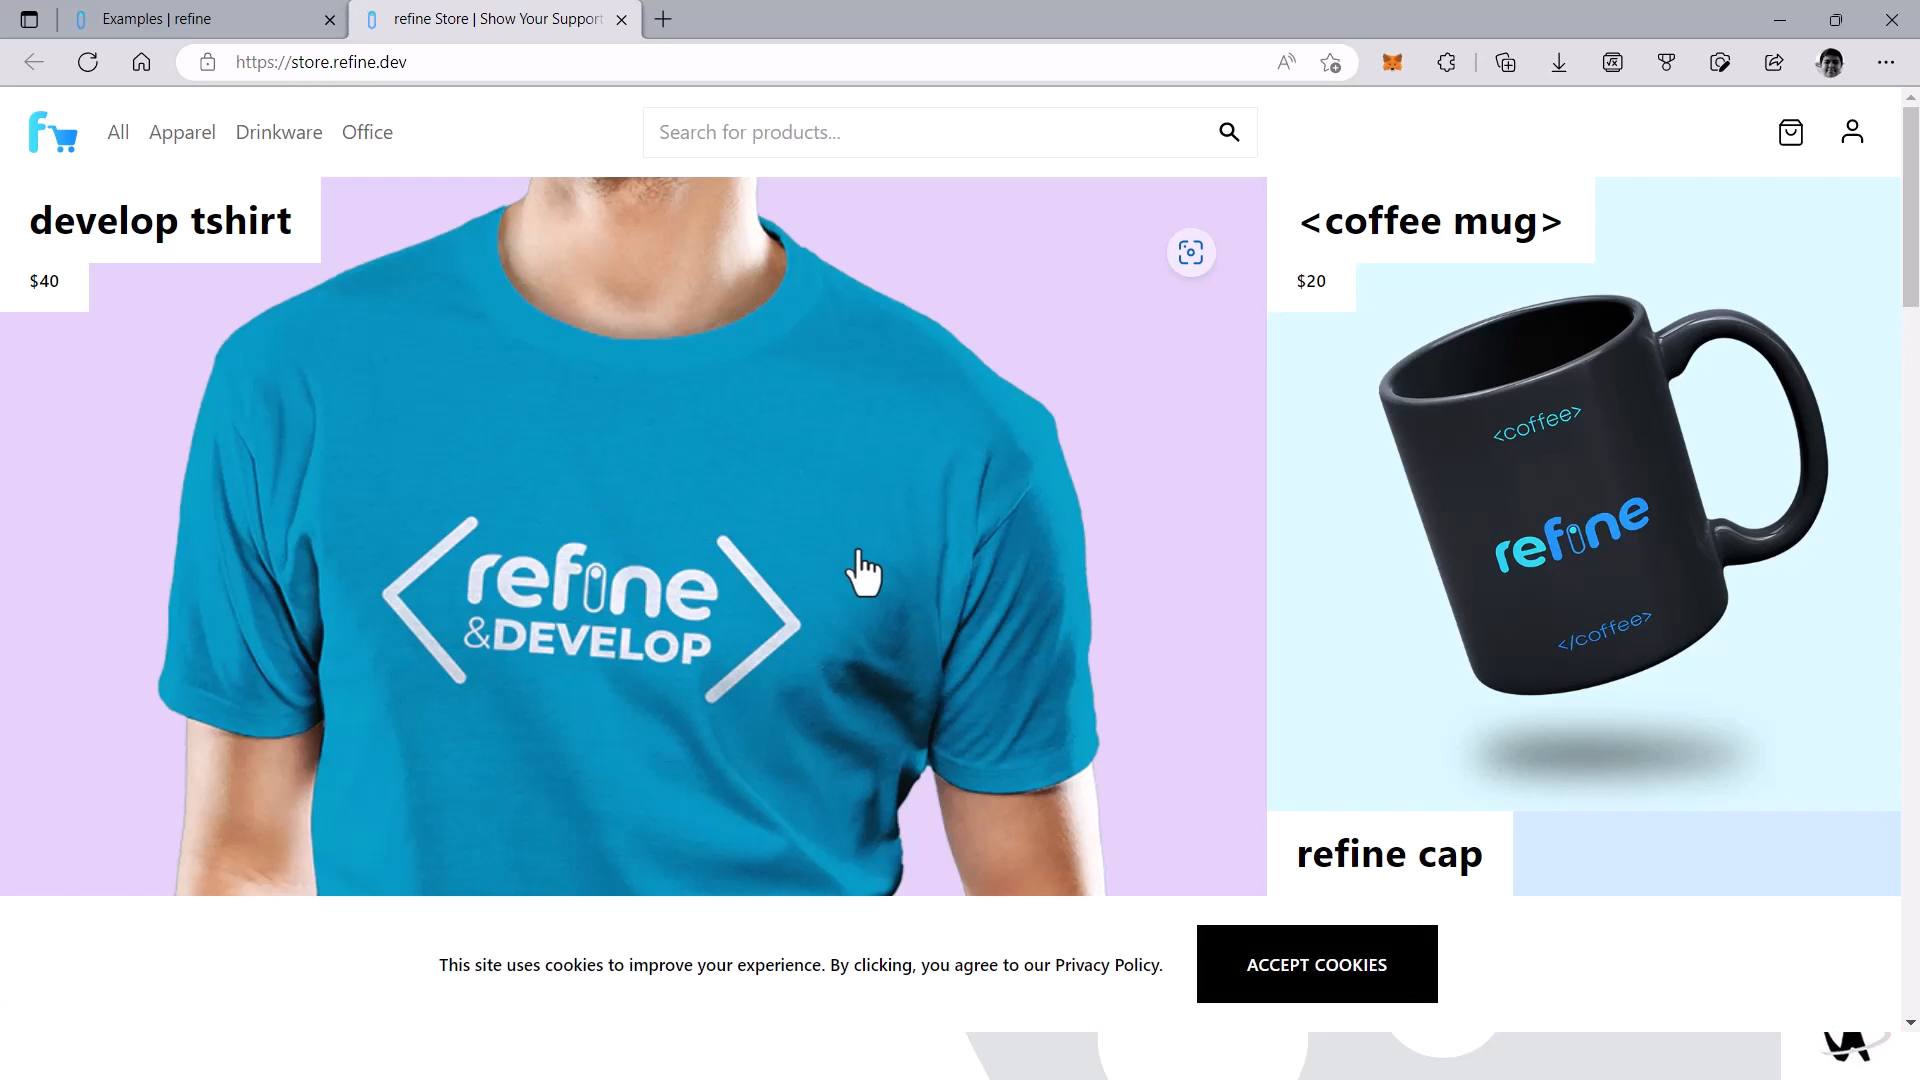 Examples | refine
refine Store | Show Your Support
https://store.refine.dev
All
Apparel
Drinkware
Office
Search for products...
develop tshirt
$40
refine
&DEVELOP
<coffee mug>
$20
<coffee>
refine
</coffee>
refine cap
This site uses cookies to improve your experience. By clicking, you agree to our Privacy Policy.
ACCEPT COOKIES